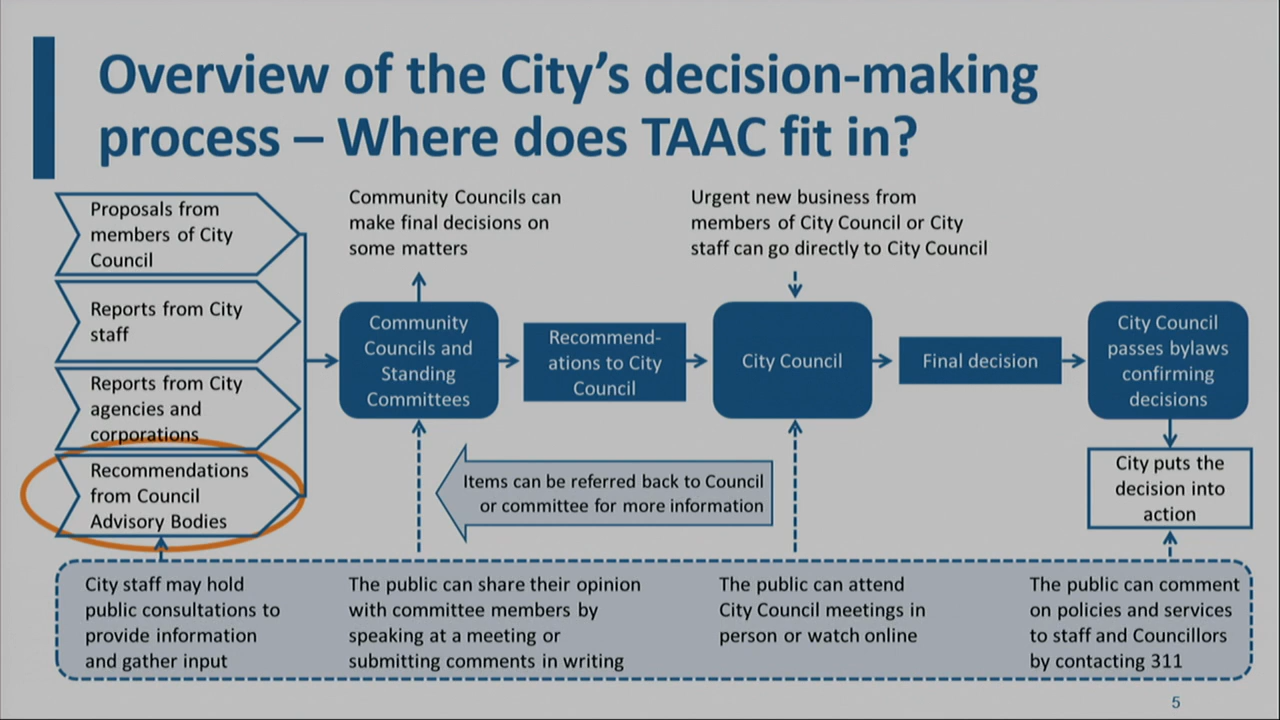 Overview of the City's decision-making
process – Where does TAAC fit in?
Proposals from
members of City
Council
Reports from City
staff
Reports from City
agencies and
corporations
Recommendations
from Council
Advisory Bodies
Community Councils can
make final decisions on
some matters
Urgent new business from
members of City Council or City
staff can go directly to City Council
Community
Councils and
Standing
Committees
Recommend-
ations to City
Council
City Council
Final decision
City Council
passes bylaws
confirming
decisions
Items can be referred back to Council
or committee for more information
City puts the
decision into
action
City staff may hold
public consultations to
provide information
and gather input
The public can share their opinion
with committee members by
speaking at a meeting or
submitting comments in writing
The public can attend
City Council meetings in
person or watch online
The public can comment
on policies and services
to staff and Councillors
by contacting 311
5